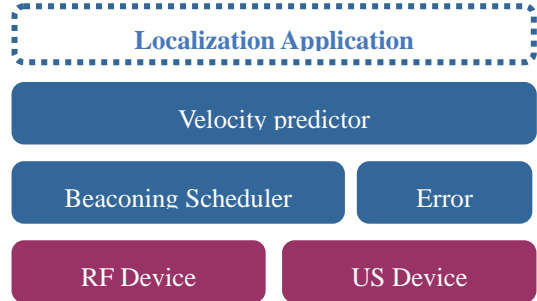 Localization Application
Velocity predictor
Beaconing Scheduler
Error
RF Device
US Device